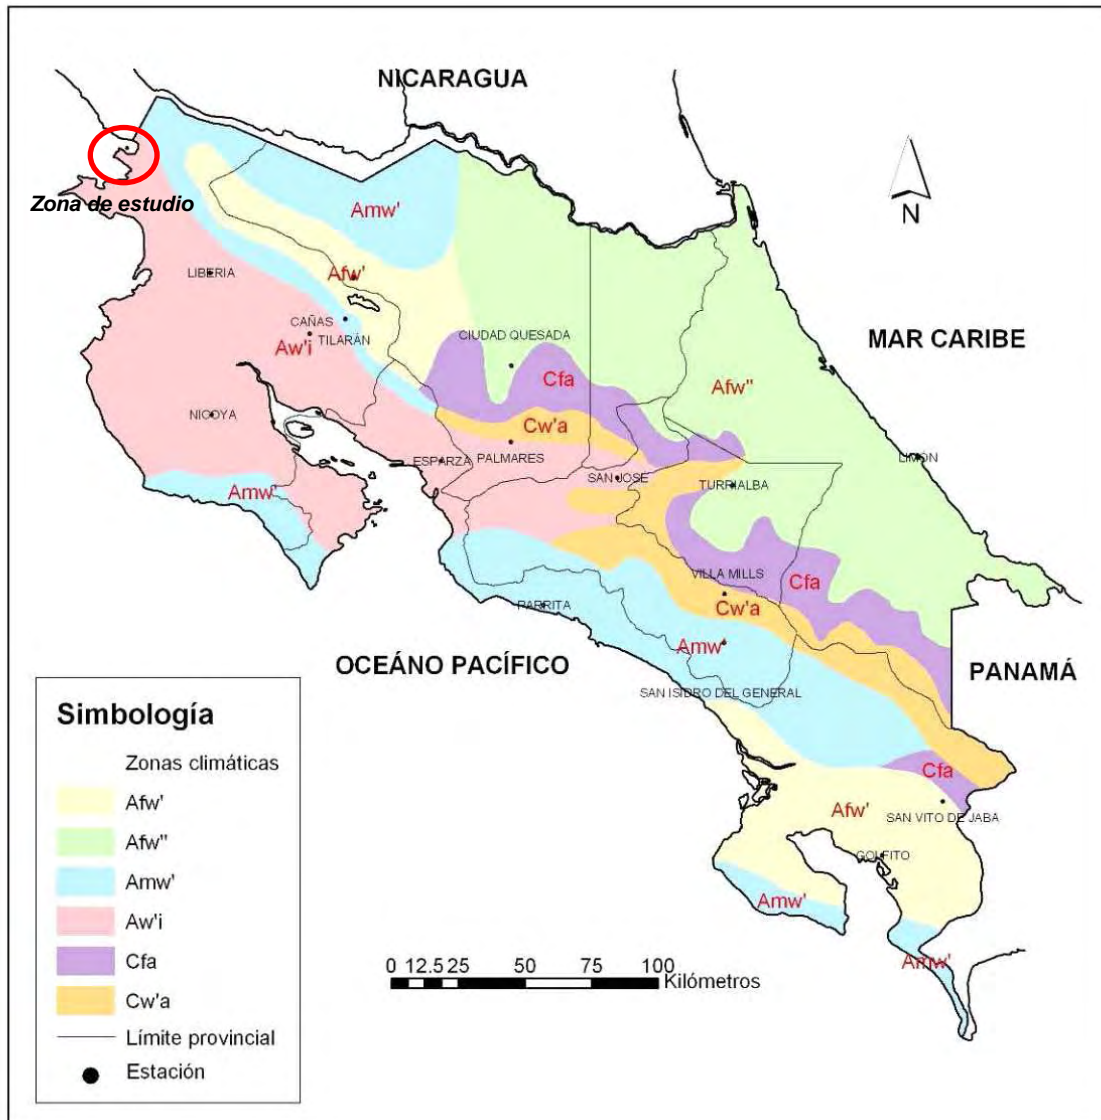 NICARAGUA
Zona de estudio
N
Amw'
Afw'
LIBERIA
CAÑAS
TILARÁN
Aw'i
CIUDAD QUESADA
MAR CARIBE
Cfa
Afw"
NICOYA
Cw'a
ESPARZA
PALMARES
SAN JOSE
TURRIALBA
LIMÓN
Amw'
VILLA MILLS
Cfa
Cw'a
PARRITA
Amw'
OCEÁNO PACÍFICO
PANAMÁ
SAN ISIDRO DEL GENERAL
Cfa
Afw'
SAN VITO DE JABA
GOLFITO
Amw'
Amw'
0 12.5 25 50 75 100
Kilómetros
Simbología
Zonas climáticas
Afw'
Afw"
Amw'
Aw'i
Cfa
Cw'a
Límite provincial
Estación